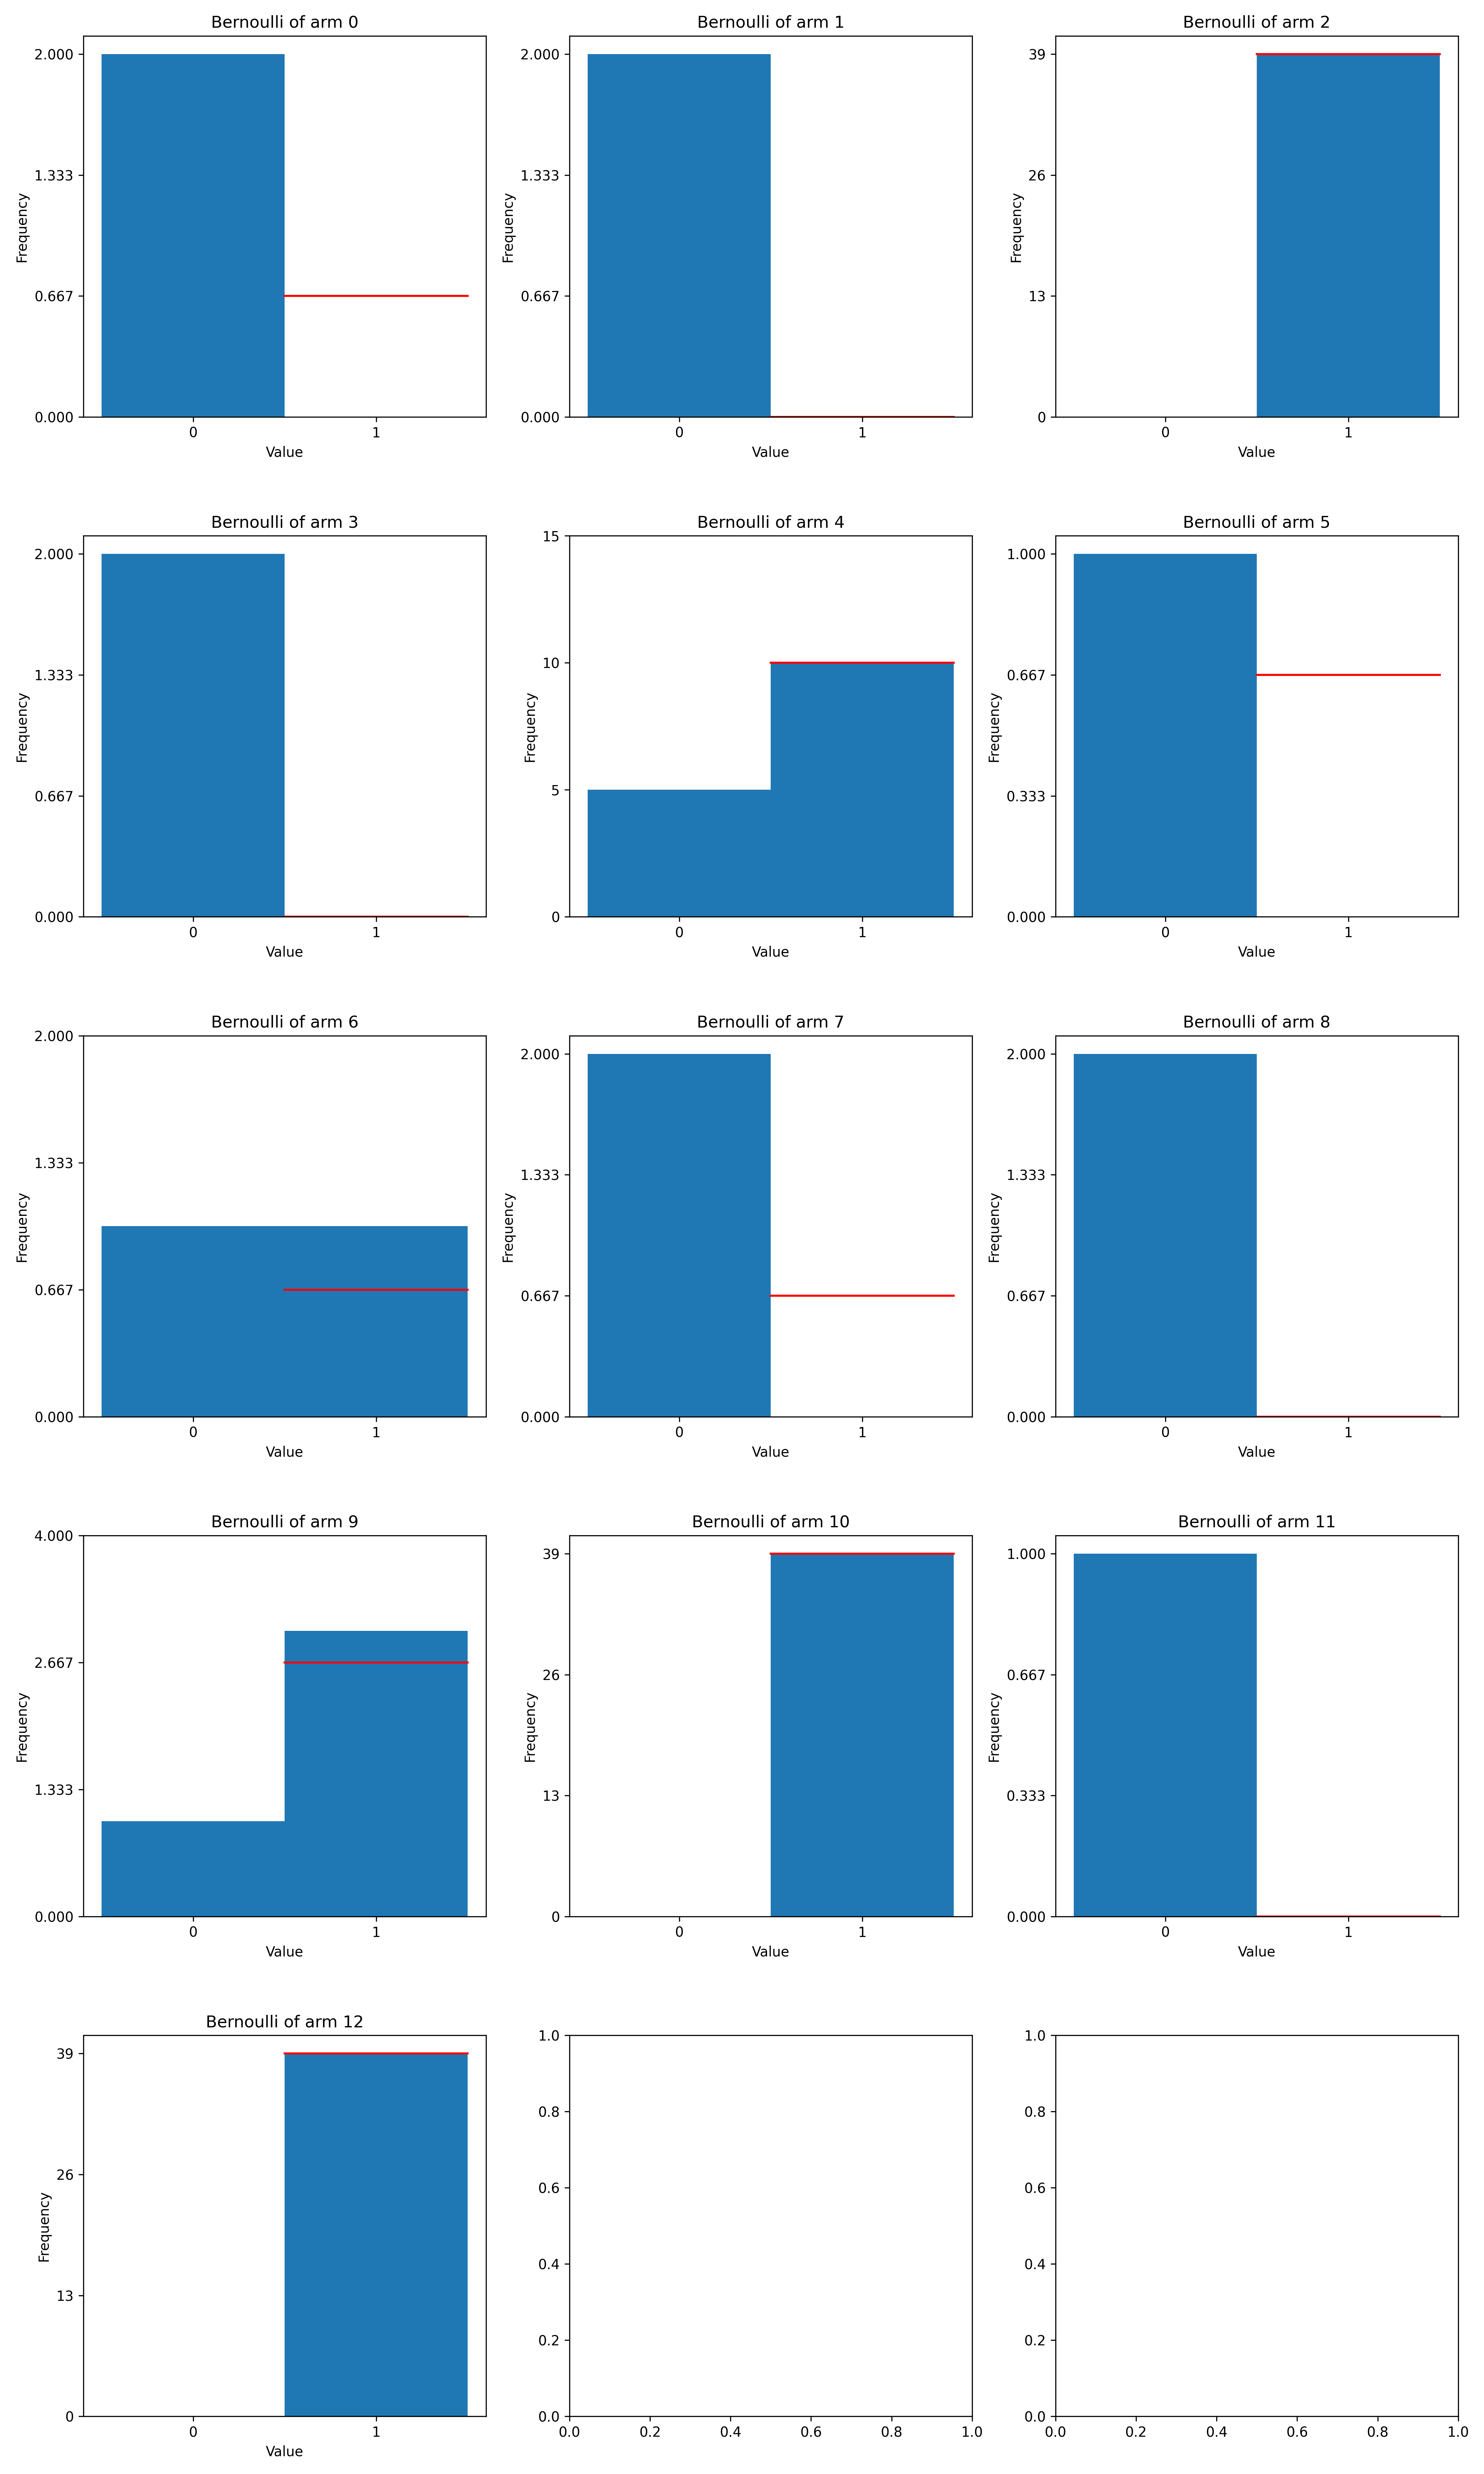 Bernoulli of arm 0 Bernoulli of arm 1 Bernoulli of arm 2
2.000 2.000 39
1.333 1.333 26
Frequency Frequency Frequency
0.667 0.667 13
0.000 0.000 0
0 1 0 1 0 1
Value Value Value
Bernoulli of arm 3 Bernoulli of arm 4 Bernoulli of arm 5
2.000 15 1.000
1.333 10 0.667
Frequency Frequency Frequency
0.667 5 0.333
0.000 0 0.000
0 1 0 1 0 1
Value Value Value
Bernoulli of arm 6 Bernoulli of arm 7 Bernoulli of arm 8
2.000 2.000 2.000
1.333 1.333 1.333
Frequency Frequency Frequency
0.667 0.667 0.667
0.000 0.000 0.000
0 1 0 1 0 1
Value Value Value
Bernoulli of arm 9 Bernoulli of arm 10 Bernoulli of arm 11
4.000 39 1.000
2.667 26 0.667
Frequency Frequency Frequency
1.333 13 0.333
0.000 0 0.000
0 1 0 1 0 1
Value Value Value
Bernoulli of arm 12
39 1.0 1.0
0.8 0.8
26 0.6 0.6
Frequency
0.4 0.4
13 0.2 0.2
0 0.0 0.0
0 1 0.0 0.2 0.4 0.6 0.8 1.0 0.0 0.2 0.4 0.6 0.8 1.0
Value